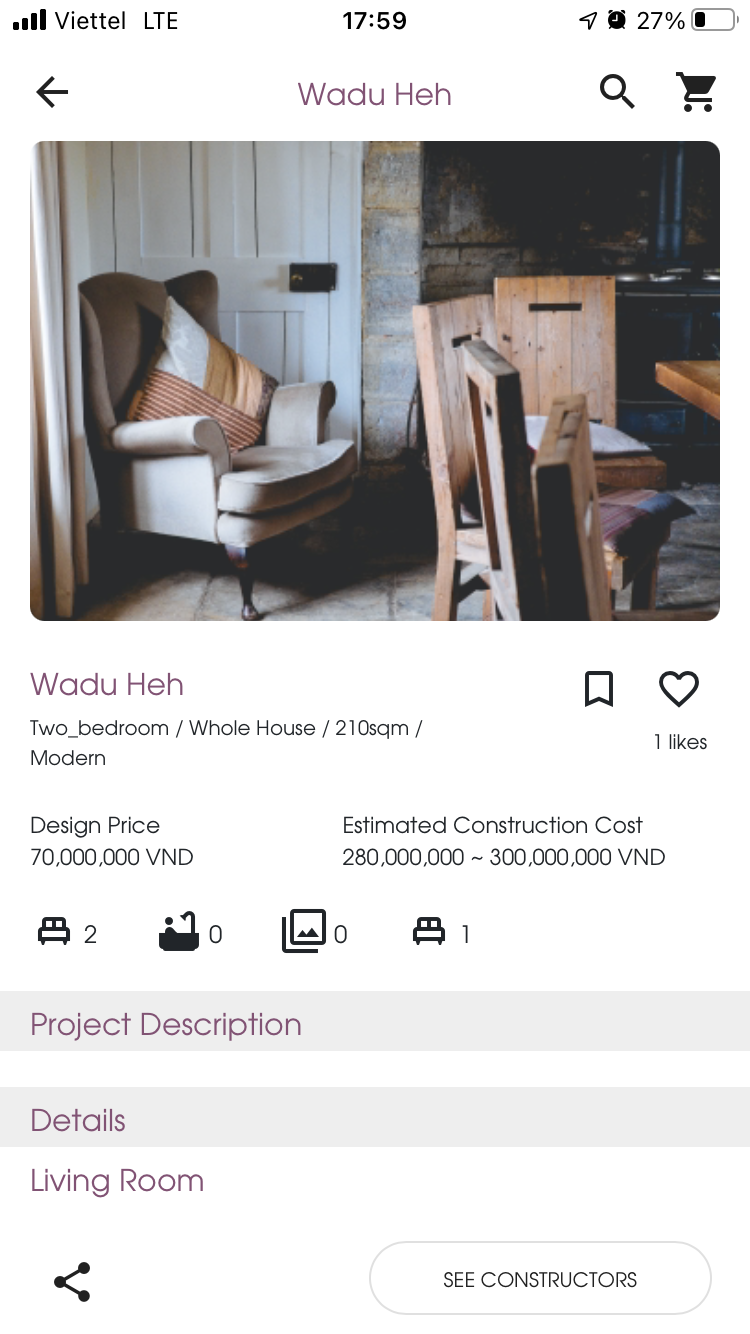 Viettel LTE 17:59 27%
Wadu Heh
Wadu Heh
Two_bedroom / Whole House / 210sqm /
Modern
1 likes
Design Price
Estimated Construction Cost
70,000,000 VND
280,000,000 ~ 300,000,000 VND
2 0 0 1
Project Description
Details
Living Room
SEE CONSTRUCTORS